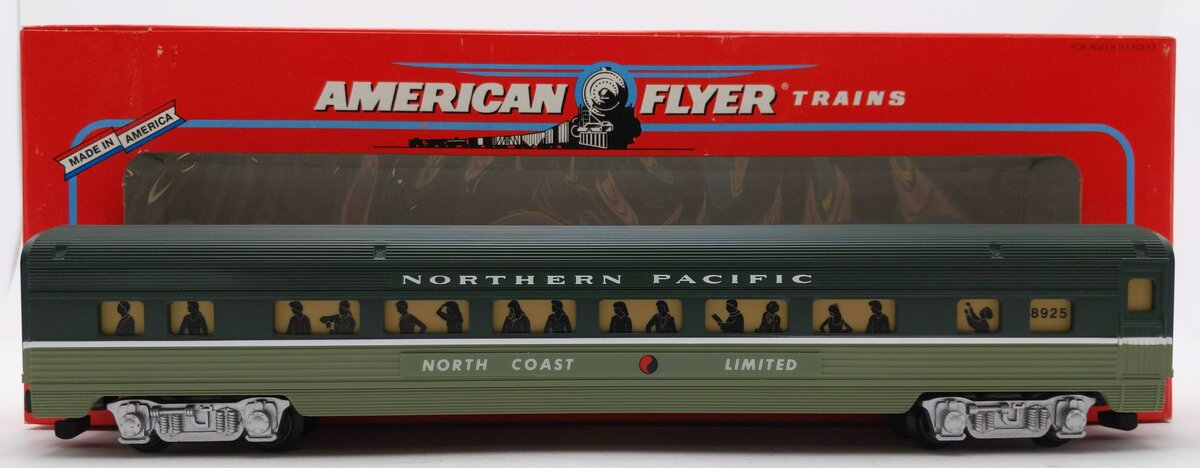 FOR AGES 8 TO ADULT
AMERICAN FLYER® TRAINS
MADE IN AMERICA
NORTHERN PACIFIC
8925
NORTH COAST LIMITED